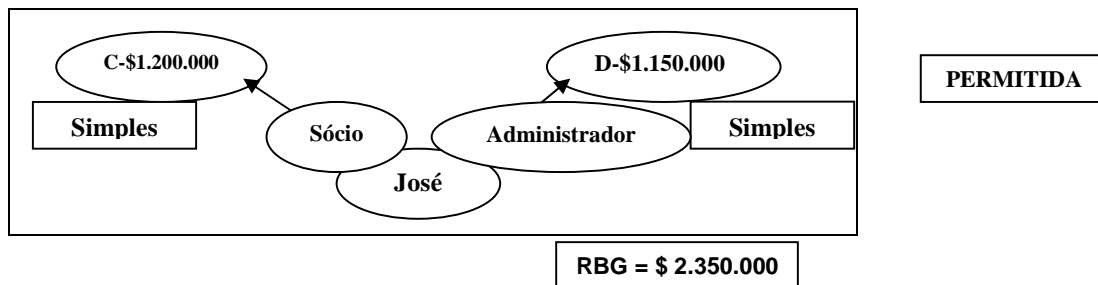 C-$1.200.000
D-$1.150.000
PERMITIDA
Simples
Sócio
Administrador
Simples
José
RBG = $ 2.350.000